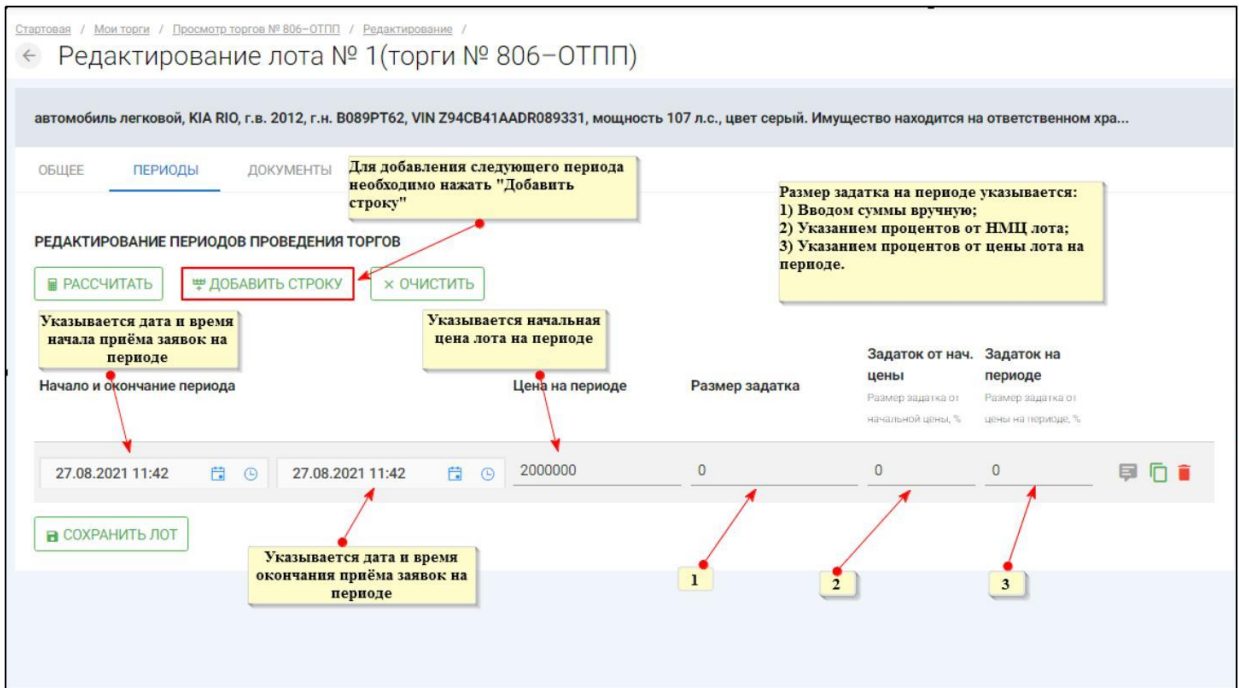 Стартовая / Мои торги / Просмотр торгов № 806-ОТПП / Редактирование /
Редактирование лота № 1(торги № 806-ОТПП)
автомобиль легковой, KIA RIO, г.в. 2012, г.н. В089РТ62, VIN Z94CB41AADR089331, мощность 107 л.с., цвет серый. Имущество находится на ответственном хра...
ОБЩЕЕ ПЕРИОДЫ ДОКУМЕНТЫ
Для добавления следующего периода
необходимо нажать "Добавить
строку"
Размер задатка на периоде указывается:
1) Вводом суммы вручную;
2) Указанием процентов от НМЦ лота;
3) Указанием процентов от цены лота на
периоде.
РЕДАКТИРОВАНИЕ ПЕРИОДОВ ПРОВЕДЕНИЯ ТОРГОВ
РАССЧИТАТЬ ДОБАВИТЬ СТРОКУ × ОЧИСТИТЬ
Указывается дата и время
начала приёма заявок на
периоде
Указывается начальная
цена лота на периоде
Начало и окончание периода
Цена на периоде
Размер задатка
Задаток от нач.
цены
Размер задатка от
начальной цены, %
Задаток на
периоде
Размер задатка от
цены на периоде, %
27.08.2021 11:42 27.08.2021 11:42 2000000 0 0 0
СОХРАНИТЬ ЛОТ
Указывается дата и время
окончания приёма заявок на
периоде
1
2
3